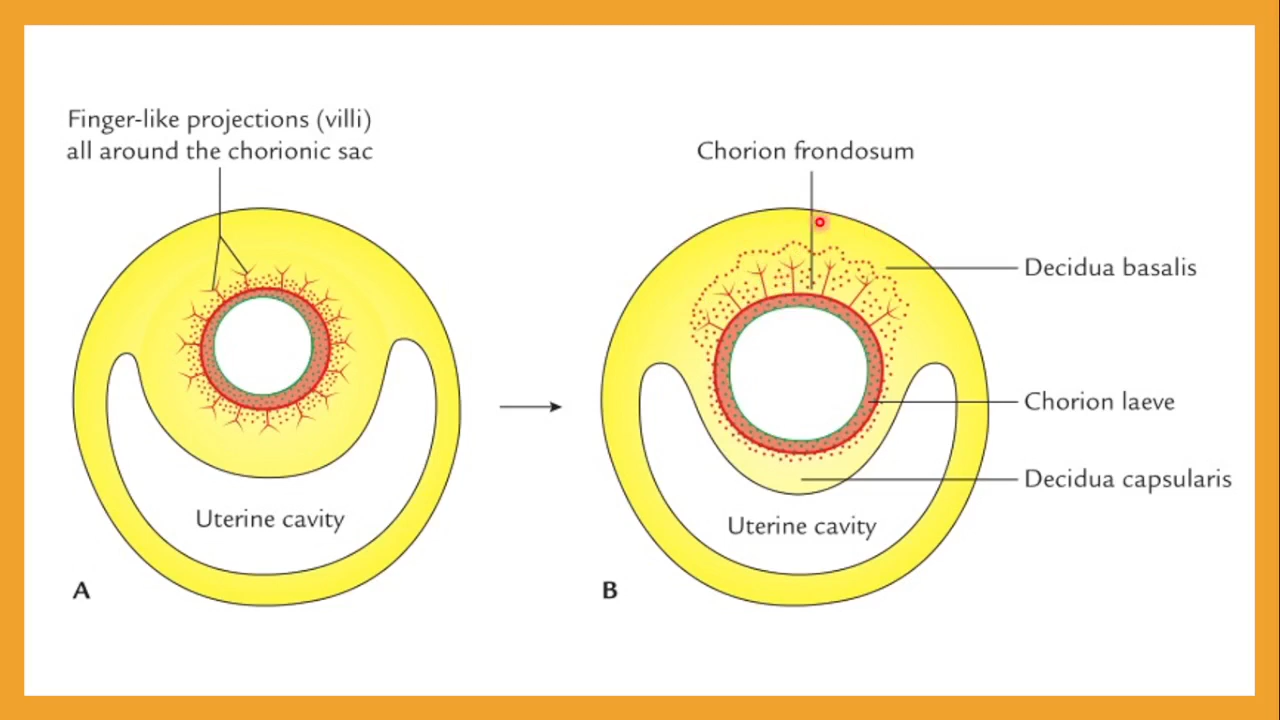 Finger-like projections (villi)
all around the chorionic sac
Uterine cavity
A
Chorion frondosum
Decidua basalis
Chorion laeve
Decidua capsularis
Uterine cavity
B